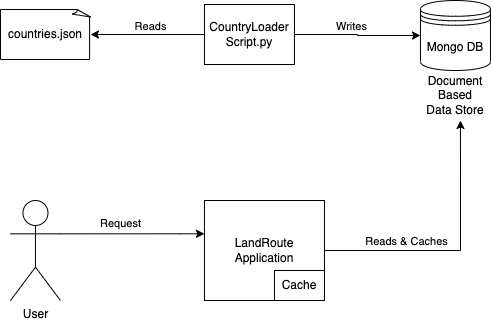 countries.json
Reads
CountryLoader
Script.py
Writes
Mongo DB
Document
Based
Data Store
Request
LandRoute
Application
Cache
Reads & Caches
User